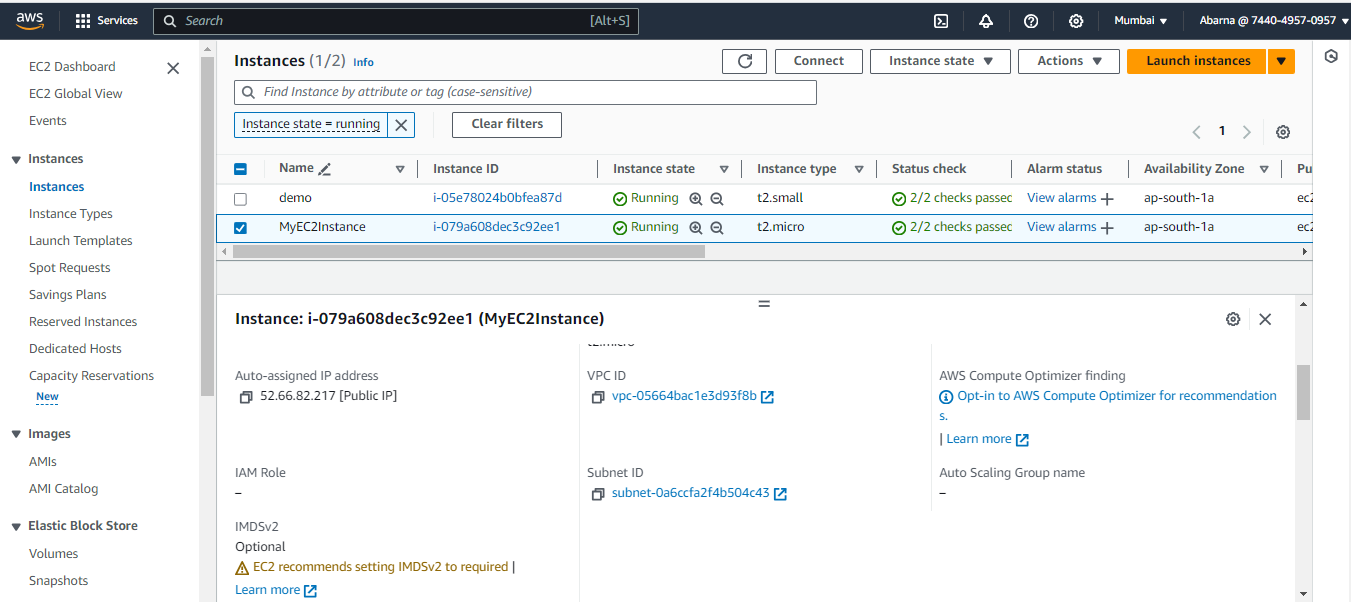 aws Services Search [Alt+S] Mumbai Abarna @ 7440-4957-0957
EC2 Dashboard
EC2 Global View
Events
Instances
Instances
Instance Types
Launch Templates
Spot Requests
Savings Plans
Reserved Instances
Dedicated Hosts
Capacity Reservations
New
Images
AMIs
AMI Catalog
Elastic Block Store
Volumes
Snapshots
Instances (1/2) Info Connect Instance state Actions Launch instances
Find Instance by attribute or tag (case-sensitive)
Instance state = running Clear filters
1
Name Instance ID Instance state Instance type Status check Alarm status Availability Zone Pu
demo i-05e78024b0bfea87d Running t2.small 2/2 checks passec View alarms ap-south-1a ec2
MyEC2Instance i-079a608dec3c92ee1 Running t2.micro 2/2 checks passec View alarms ap-south-1a ec2
Instance: i-079a608dec3c92ee1 (MyEC2Instance)
t2.micro
Auto-assigned IP address VPC ID AWS Compute Optimizer finding
52.66.82.217 [Public IP] vpc-05664bac1e3d93f8b Opt-in to AWS Compute Optimizer for recommendation
s.
| Learn more
IAM Role Subnet ID Auto Scaling Group name
– subnet-0a6ccfa2f4b504c43 –
IMDSv2
Optional
EC2 recommends setting IMDSv2 to required |
Learn more